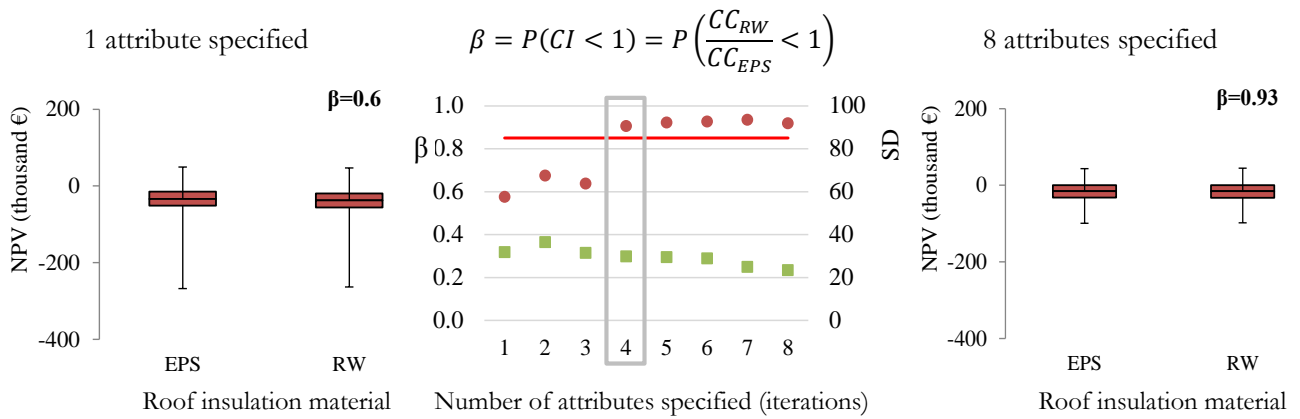 1 attribute specified
β=0.6
NPV (thousand €)
200
0
-200
-400
EPS RW
Roof insulation material
β = P(CI < 1) = P(CC_RW/CC_EPS < 1)
β
1.0
0.8
0.6
0.4
0.2
0.0
100
80
60
40
20
0
SD
1 2 3 4 5 6 7 8
Number of attributes specified (iterations)
8 attributes specified
β=0.93
NPV (thousand €)
200
0
-200
-400
EPS RW
Roof insulation material